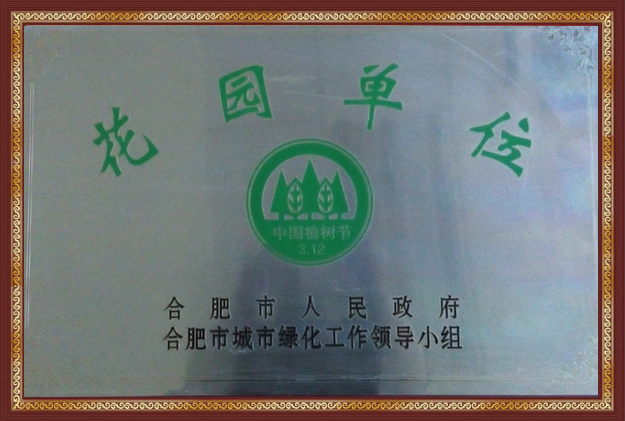 花园单位
中国植树节
3.12
合肥市人民政府
合肥市城市绿化工作领导小组